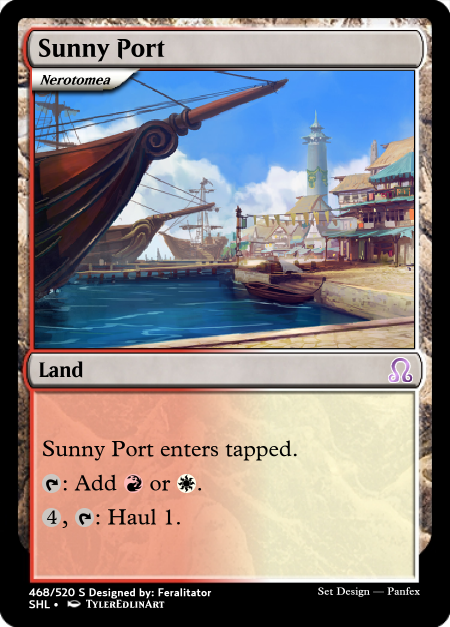 Sunny Port
Nerotomea
Land
Sunny Port enters tapped.
: Add or .
4, : Haul 1.
468/520 S Designed by: Feralitator
Set Design — Panfex
SHL • TylerEdlinArt